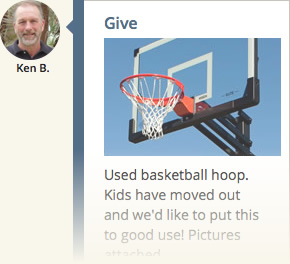 Give
Ken B.
Used basketball hoop.
Kids have moved out
and we'd like to put this
to good use! Pictures
attached